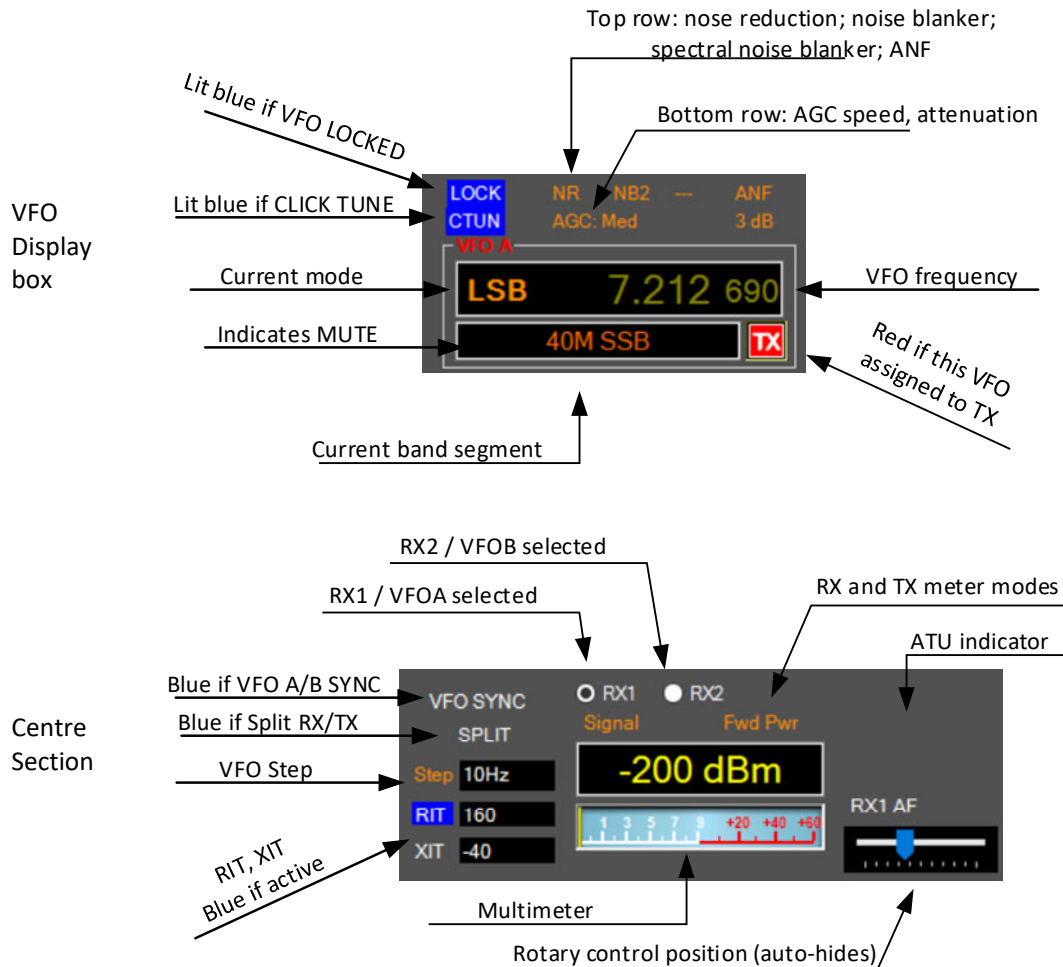 Top row: nose reduction; noise blanker;
spectral noise blanker; ANF
Lit blue if VFO LOCKED
Bottom row: AGC speed, attenuation
VFO
Display
box
Lit blue if CLICK TUNE
LOCK NR NB2 --- ANF
CTUN AGC: Med 3 dB
VFO A
Current mode
LSB 7.212 690
VFO frequency
Indicates MUTE
40M SSB TX
Red if this VFO
assigned to TX
Current band segment
RX2 / VFOB selected
RX1 / VFOA selected
RX and TX meter modes
ATU indicator
Centre
Section
Blue if VFO A/B SYNC
VFO SYNC RX1 RX2
Blue if Split RX/TX
SPLIT Signal Fwd Pwr
VFO Step
Step 10Hz -200 dBm
RIT 160
XIT -40
1 3 5 7 9 +20 +40 +60
RX1 AF
RIT, XIT
Blue if active
Multimeter
Rotary control position (auto-hides)